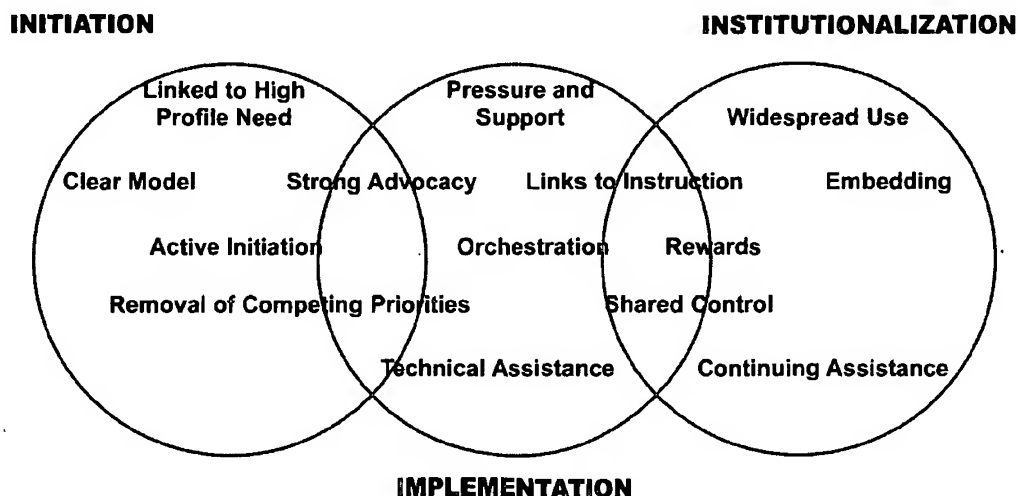 INITIATION
INSTITUTIONALIZATION
Linked to High
Profile Need
Pressure and
Support
Widespread Use
Clear Model
Strong Advocacy
Links to Instruction
Embedding
Active Initiation
Orchestration
Rewards
Removal of Competing Priorities
Shared Control
Technical Assistance
Continuing Assistance
IMPLEMENTATION